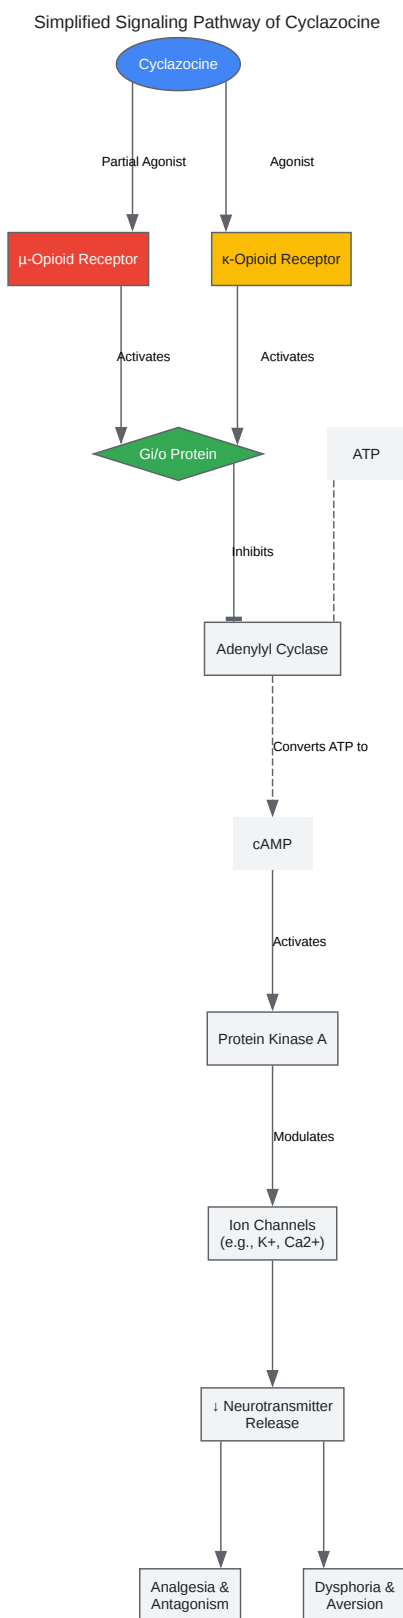 Simplified Signaling Pathway of Cyclazocine
Cyclazocine
Partial Agonist
Agonist
μ-Opioid Receptor
κ-Opioid Receptor
Activates
Activates
Gi/o Protein
ATP
Inhibits
Adenylyl Cyclase
Converts ATP to
cAMP
Activates
Protein Kinase A
Modulates
Ion Channels
(e.g., K+, Ca2+)
↓ Neurotransmitter
Release
Analgesia &
Antagonism
Dysphoria &
Aversion